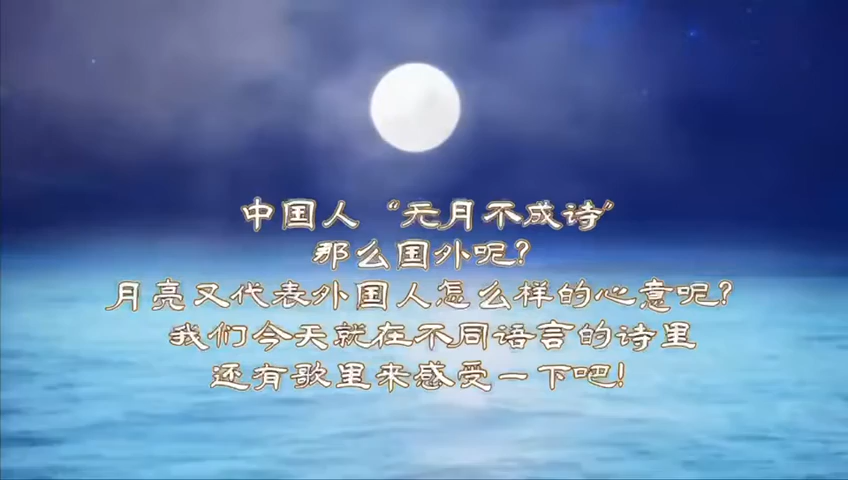 中国人“无月不成诗”
那么国外呢？
月亮又代表外国人怎么样的心意呢？
我们今天就在不同语言的诗里
还有歌里来感受一下吧！